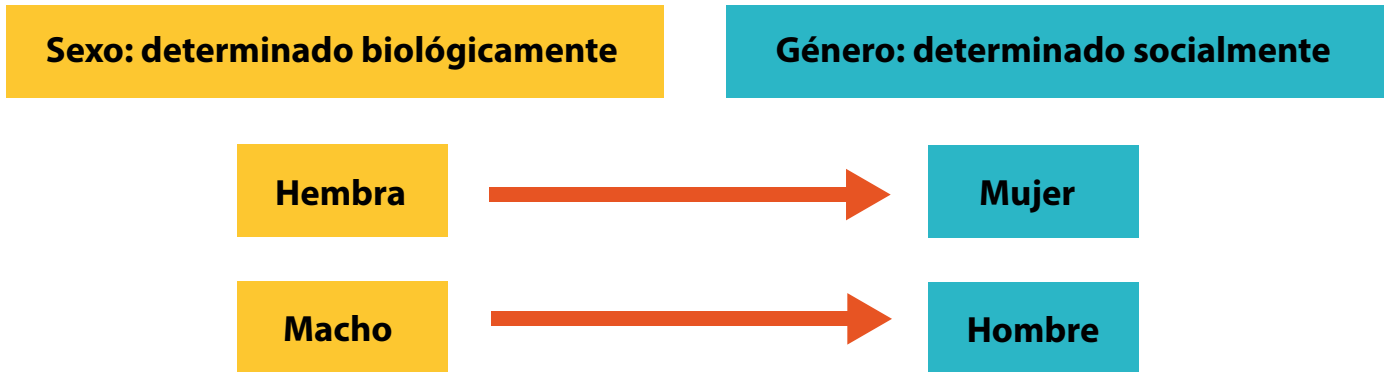 Sexo: determinado biológicamente
Género: determinado socialmente
Hembra
Mujer
Macho
Hombre